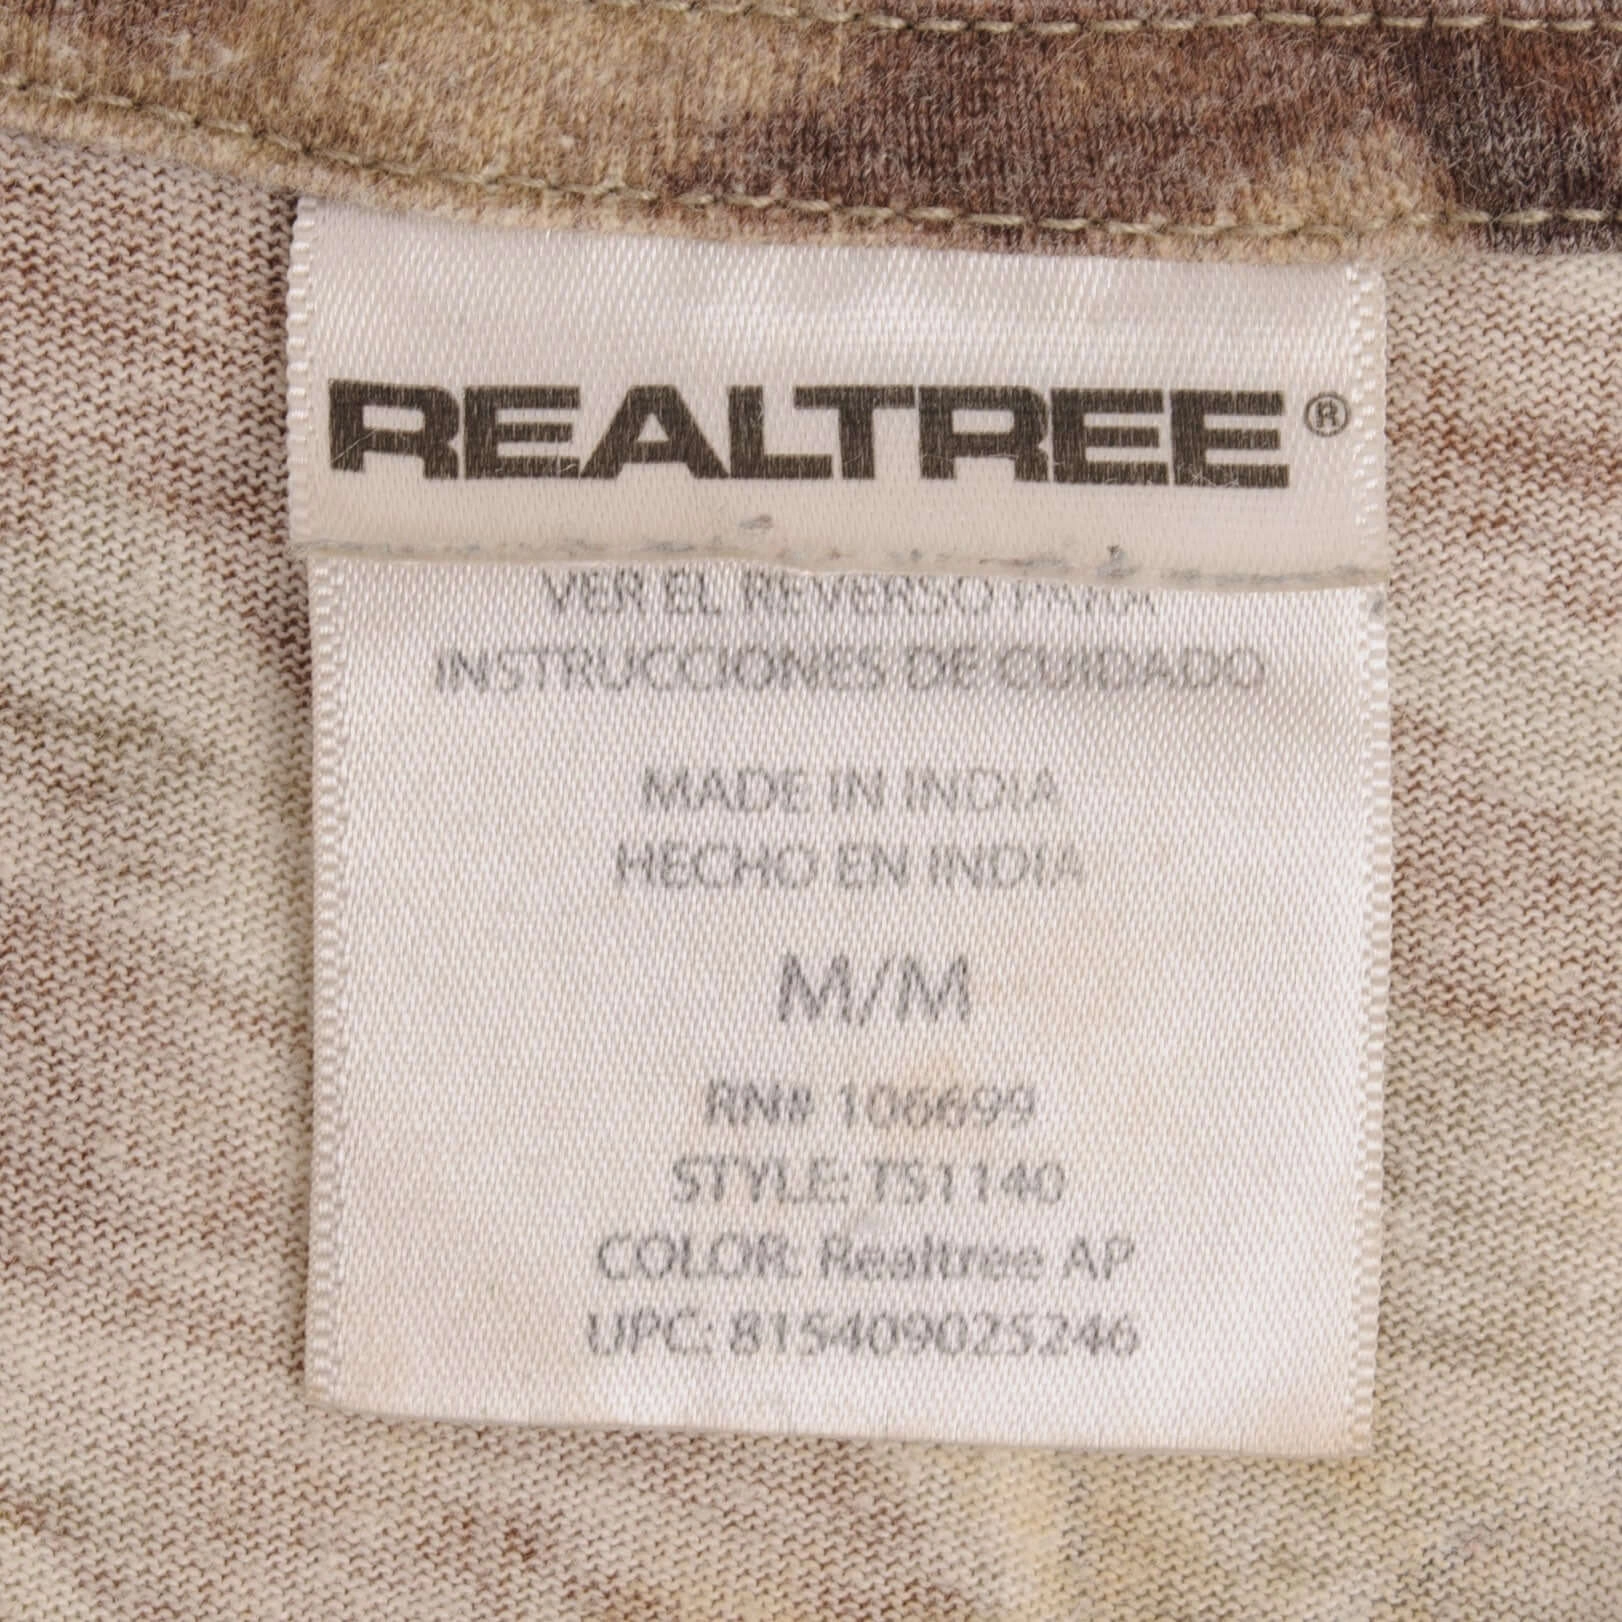 REALTREE®
VER EL REVERSO PARA
INSTRUCCIONES DE CUIDADO
MADE IN INDIA
HECHO EN INDIA
M/M
RN# 106699
STYLE: TS1140
COLOR: Realtree AP
UPC: 815409025246